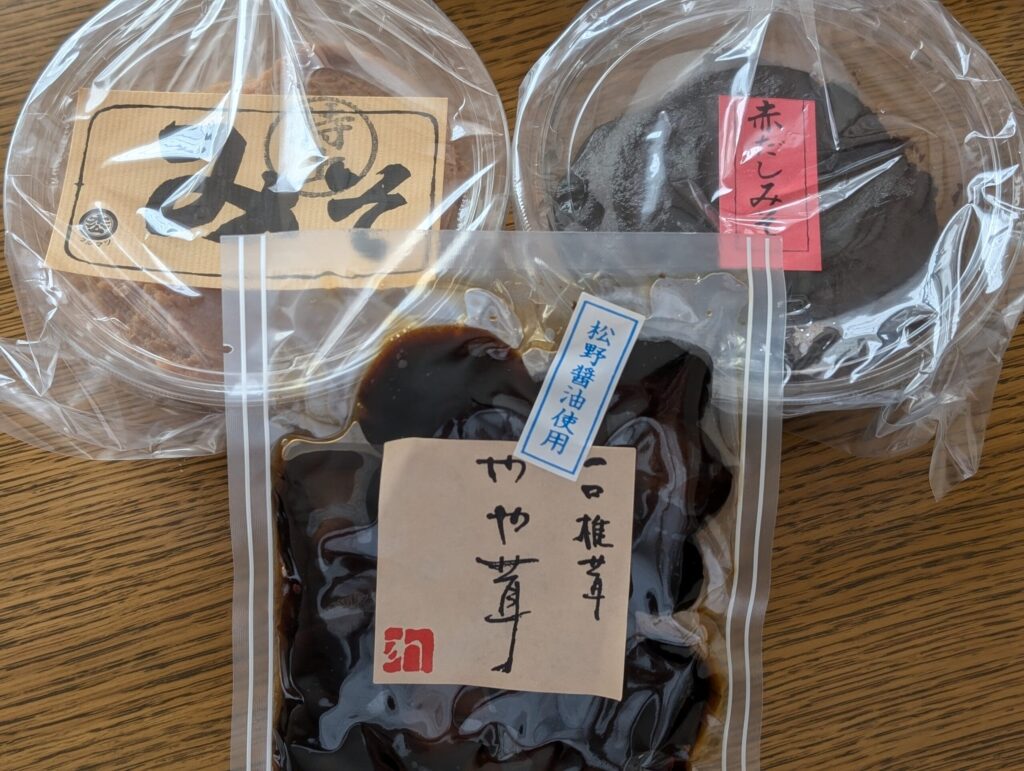 寺
みそ
赤だしみそ
松野醬油使用
一口椎茸
やや茸